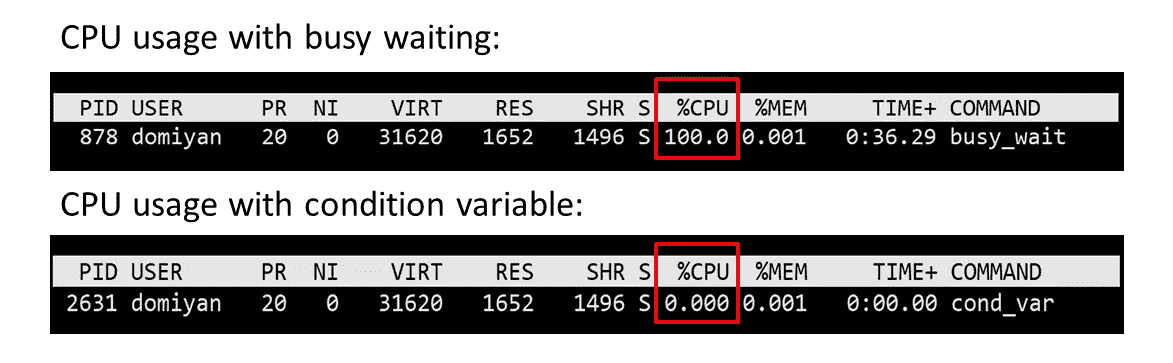 CPU usage with busy waiting:
PID USER PR NI VIRT RES SHR S %CPU %MEM TIME+ COMMAND
878 domiyan 20 0 31620 1652 1496 S 100.0 0.001 0:36.29 busy_wait
CPU usage with condition variable:
PID USER PR NI VIRT RES SHR S %CPU %MEM TIME+ COMMAND
2631 domiyan 20 0 31620 1652 1496 S 0.000 0.001 0:00.00 cond_var